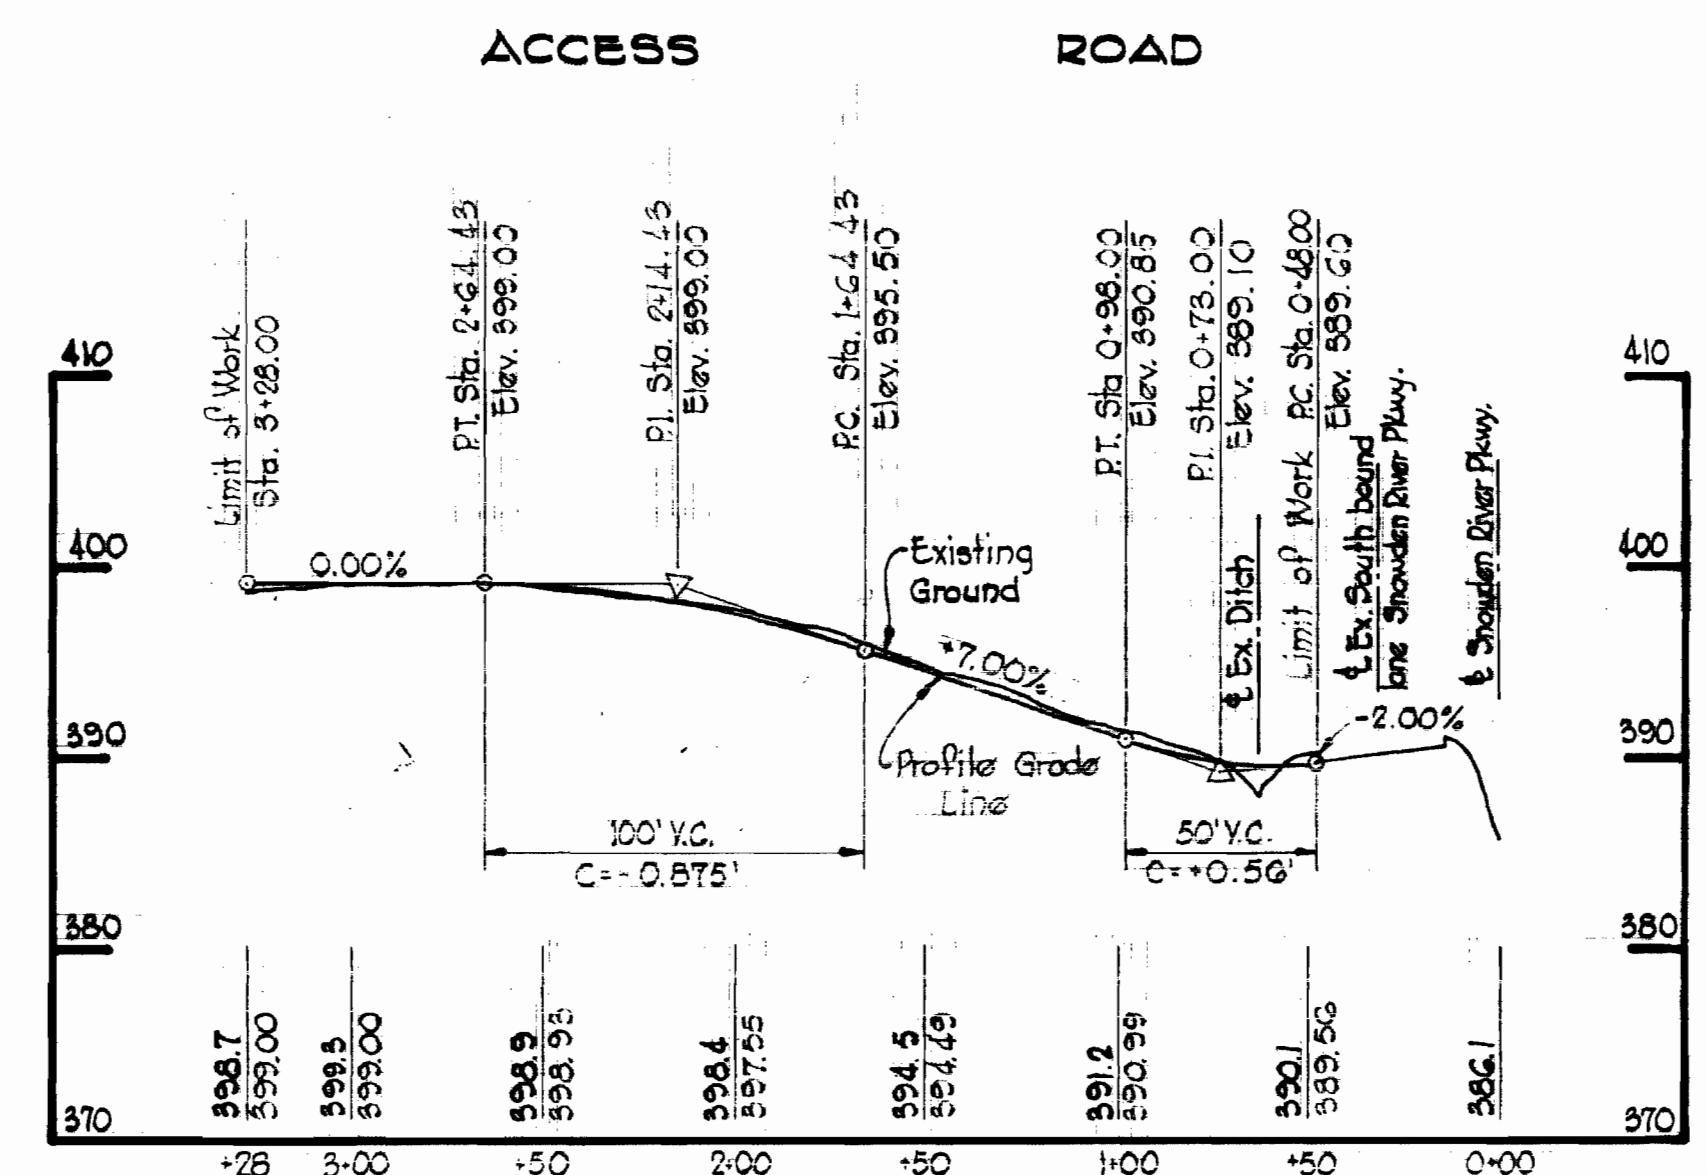 ACCESS ROAD
Limit of Work
Sta. 3+28.00
P.T. Sta. 2+64.43
Elev. 399.00
P.I. Sta. 2+14.43
Elev. 399.00
P.C. Sta. 1+64.43
Elev. 395.50
P.T. Sta 0+98.00
Elev. 390.85
P.I. Sta. 0+73.00
Elev. 389.10
℄ Ex. Ditch
Limit of Work P.C. Sta. 0+48.00
Elev. 389.60
℄ Ex. South bound
lane Snowden River Pkwy.
℄ Snowden River Pkwy.
410
410
400
400
390
390
380
380
370
370
0.00%
Existing
Ground
+7.00%
-2.00%
Profile Grade
Line
100' V.C.
C=-0.875'
50' V.C.
C=+0.56'
398.7
399.00
399.3
399.00
398.9
398.93
398.4
397.55
394.5
394.49
391.2
390.99
390.1
389.56
386.1
+28 3+00 +50 2+00 +50 1+00 +50 0+00